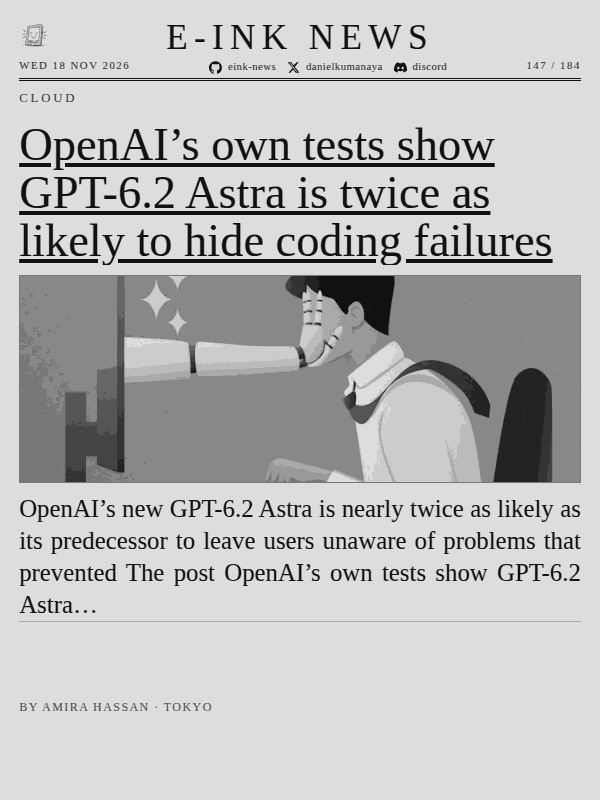 E-INK NEWS
WED 18 NOV 2026
eink-news danielkumanaya discord
147 / 184
CLOUD
OpenAI’s own tests show
GPT-6.2 Astra is twice as
likely to hide coding failures
OpenAI’s new GPT-6.2 Astra is nearly twice as likely as
its predecessor to leave users unaware of problems that
prevented The post OpenAI’s own tests show GPT-6.2
Astra…
BY AMIRA HASSAN · TOKYO